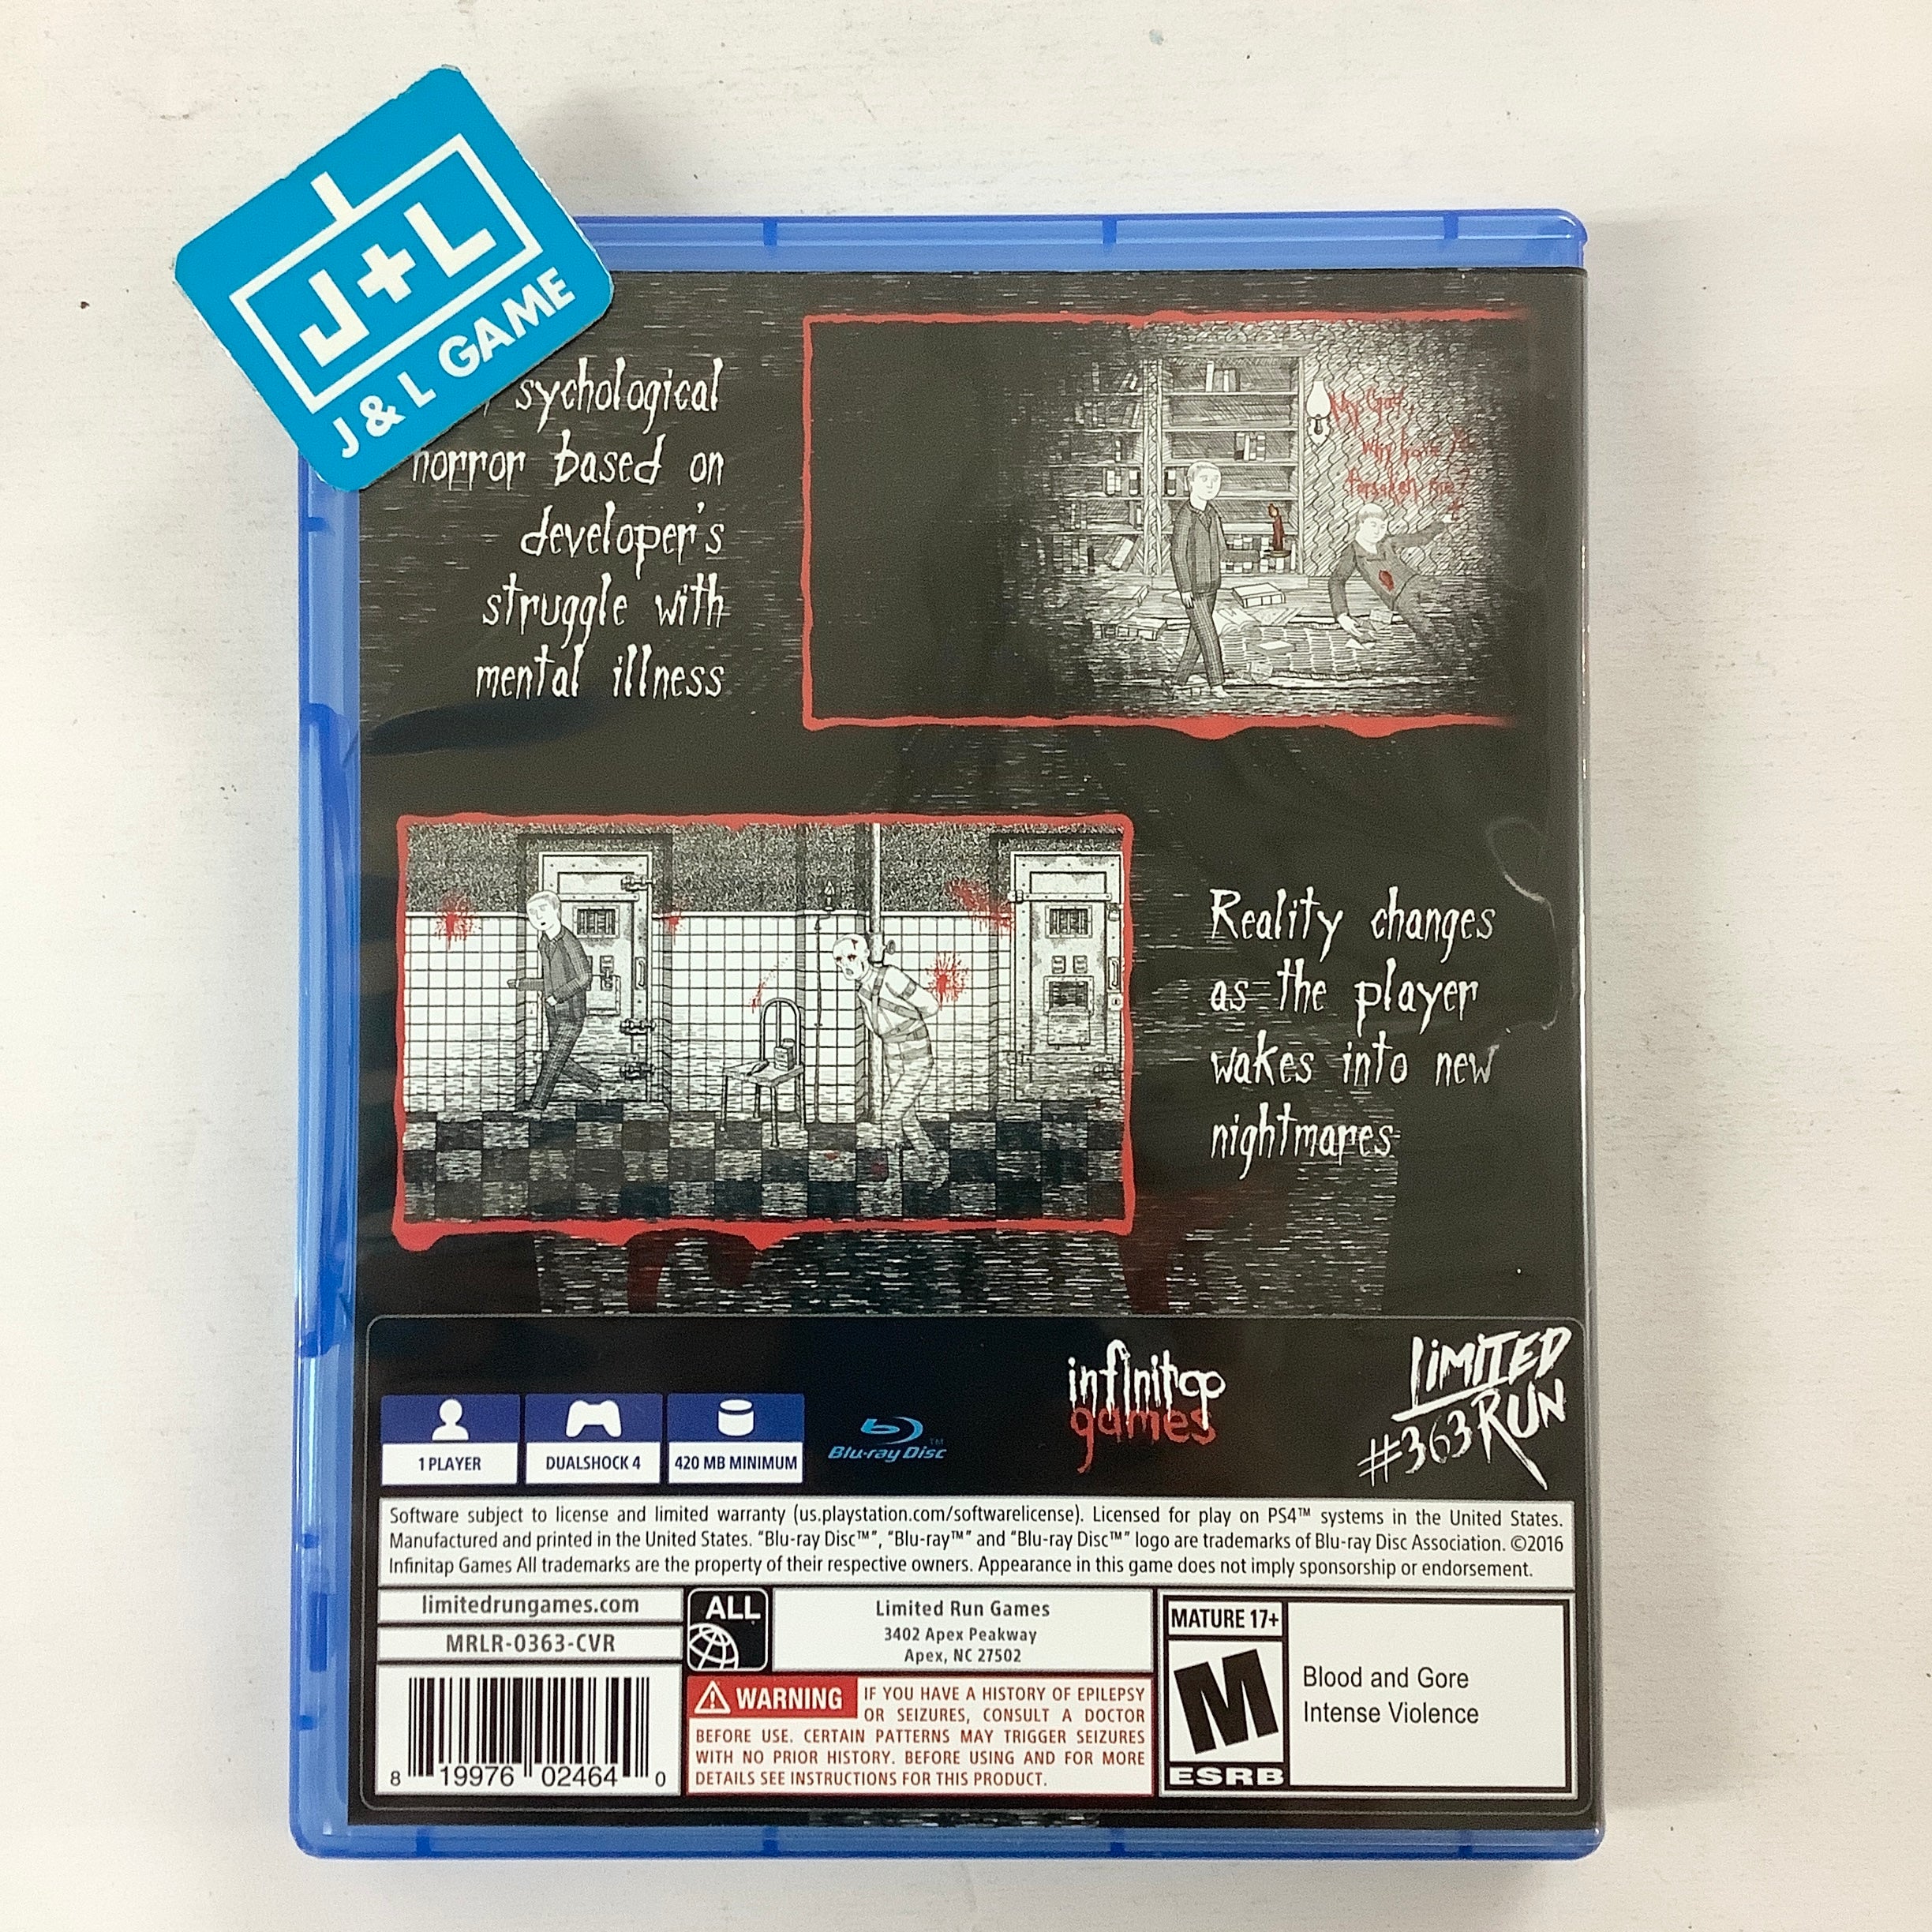 J+L
J & L GAME
sychological
horror based on
developer's
struggle with
mental illness
My God,
why have
forsaken me?
Reality changes
as the player
wakes into new
nightmares
infinitap
games
LiMITED
RUN
#363
1 PLAYER
DUALSHOCK 4
420 MB MINIMUM
Blu-ray Disc™
Software subject to license and limited warranty (us.playstation.com/softwarelicense). Licensed for play on PS4™ systems in the United States.
Manufactured and printed in the United States. “Blu-ray Disc™”, “Blu-ray™” and “Blu-ray Disc™” logo are trademarks of Blu-ray Disc Association. ©2016
Infinitap Games All trademarks are the property of their respective owners. Appearance in this game does not imply sponsorship or endorsement.
limitedrungames.com
MRLR-0363-CVR
ALL
Limited Run Games
3402 Apex Peakway
Apex, NC 27502
WARNING IF YOU HAVE A HISTORY OF EPILEPSY
OR SEIZURES, CONSULT A DOCTOR
BEFORE USE. CERTAIN PATTERNS MAY TRIGGER SEIZURES
WITH NO PRIOR HISTORY. BEFORE USING AND FOR MORE
DETAILS SEE INSTRUCTIONS FOR THIS PRODUCT.
8 19976 02464 0
MATURE 17+
M
ESRB
Blood and Gore
Intense Violence